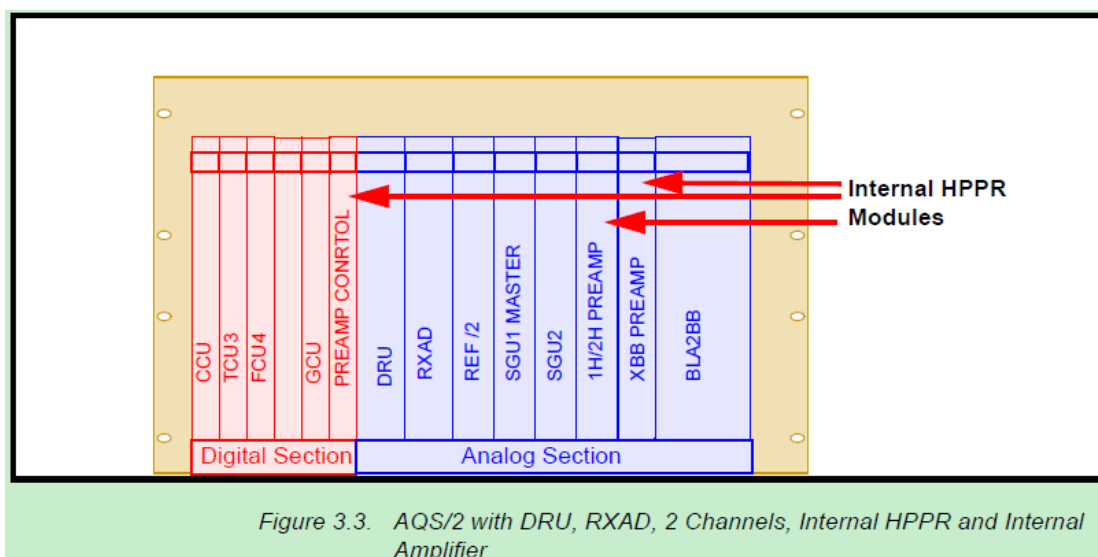 Internal HPPR
Modules
CCU
TCU3
FCU4
GCU
PREAMP CONRTOL
DRU
RXAD
REF /2
SGU1 MASTER
SGU2
1H/2H PREAMP
XBB PREAMP
BLA2BB
Digital Section
Analog Section
Figure 3.3. AQS/2 with DRU, RXAD, 2 Channels, Internal HPPR and Internal
Amplifier